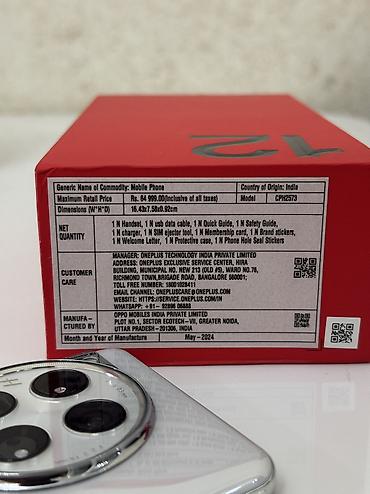 12
Generic Name of Commodity: Mobile Phone Country of Origin: India
Maximum Retail Price Rs. 64 999.00(Inclusive of all taxes) Model CPH2573
Dimensions (W*H*D) 16.43x7.58x0.92cm
NET QUANTITY
1 N Handset, 1 N usb data cable, 1 N Quick Guide, 1 N Safety Guide,
1 N charger, 1 N SIM ejector tool, 1 N Membership card, 1 N Brand stickers,
1 N Welcome Letter, 1 N Protective case, 1 N Phone Hole Seal Stickers
CUSTOMER CARE
MANAGER: ONEPLUS TECHNOLOGY INDIA PRIVATE LIMITED
ADDRESS: ONEPLUS EXCLUSIVE SERVICE CENTER, HIRA
BUILDING, MUNICIPAL NO. NEW 213 (OLD #9), WARD NO.76,
RICHMOND TOWN,BRIGADE ROAD, BANGALORE 560001;
TOLL FREE NUMBER: 18001028411
EMAIL CHANNEL: ONEPLUSCARE@ONEPLUS.COM
WEBSITE: HTTPS://SERVICE.ONEPLUS.COM/IN
WHATSAPP: +91 - 92896 06888
MANUFA-
CTURED BY
OPPO MOBILES INDIA PRIVATE LIMITED
PLOT NO.1, SECTOR ECOTECH-VII, GREATER NOIDA,
UTTAR PRADESH-201306, INDIA
Month and Year of Manufacture May-2024
H